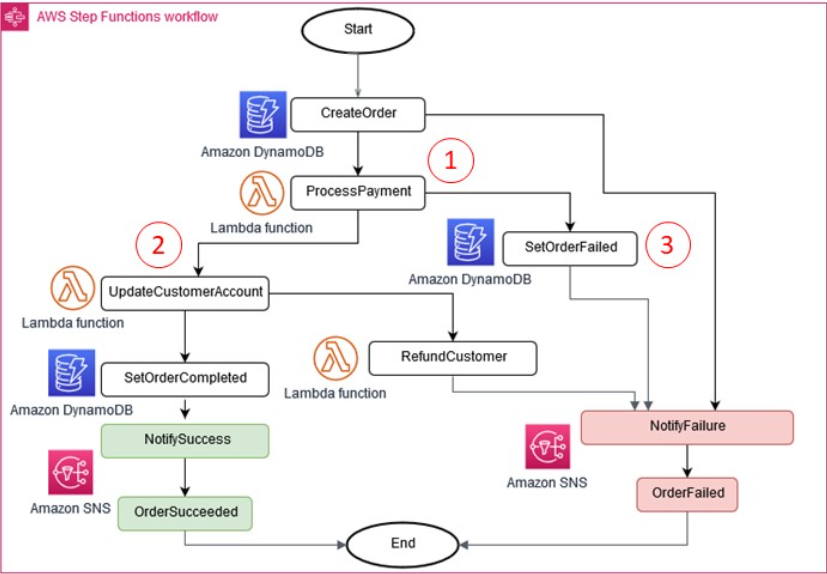 AWS Step Functions workflow
Start
CreateOrder
Amazon DynamoDB
1
ProcessPayment
Lambda function
2
SetOrderFailed
3
Amazon DynamoDB
UpdateCustomerAccount
Lambda function
RefundCustomer
Lambda function
SetOrderCompleted
Amazon DynamoDB
NotifySuccess
NotifyFailure
Amazon SNS
Amazon SNS
OrderSucceeded
OrderFailed
End